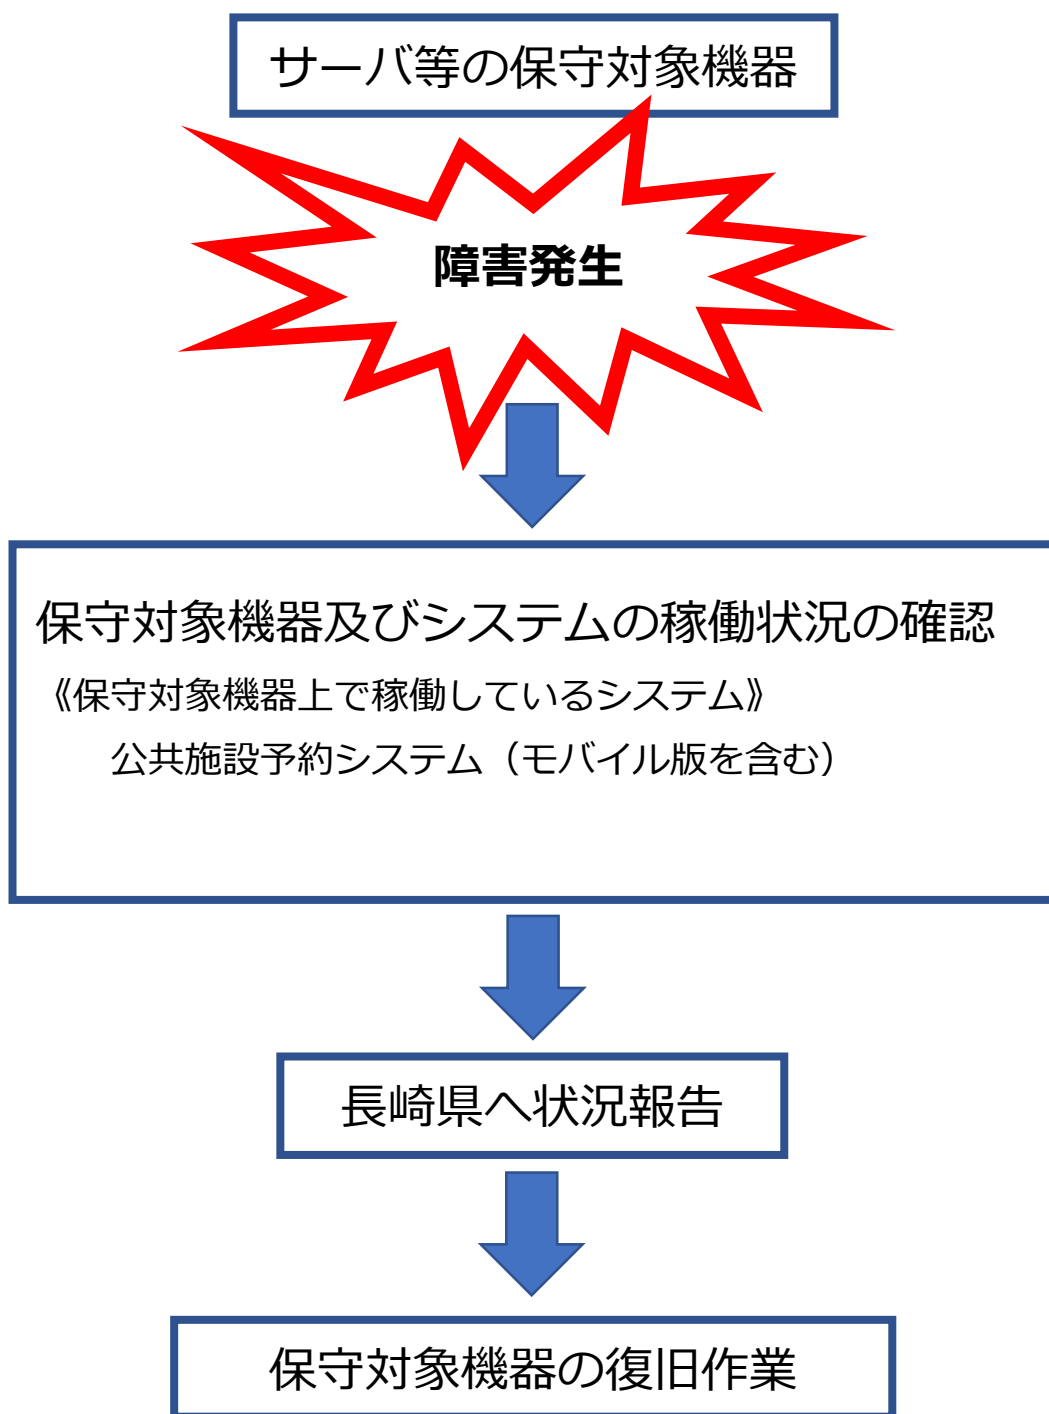 サーバ等の保守対象機器
障害発生
保守対象機器及びシステムの稼働状況の確認
《保守対象機器上で稼働しているシステム》
公共施設予約システム（モバイル版を含む）
長崎県へ状況報告
保守対象機器の復旧作業